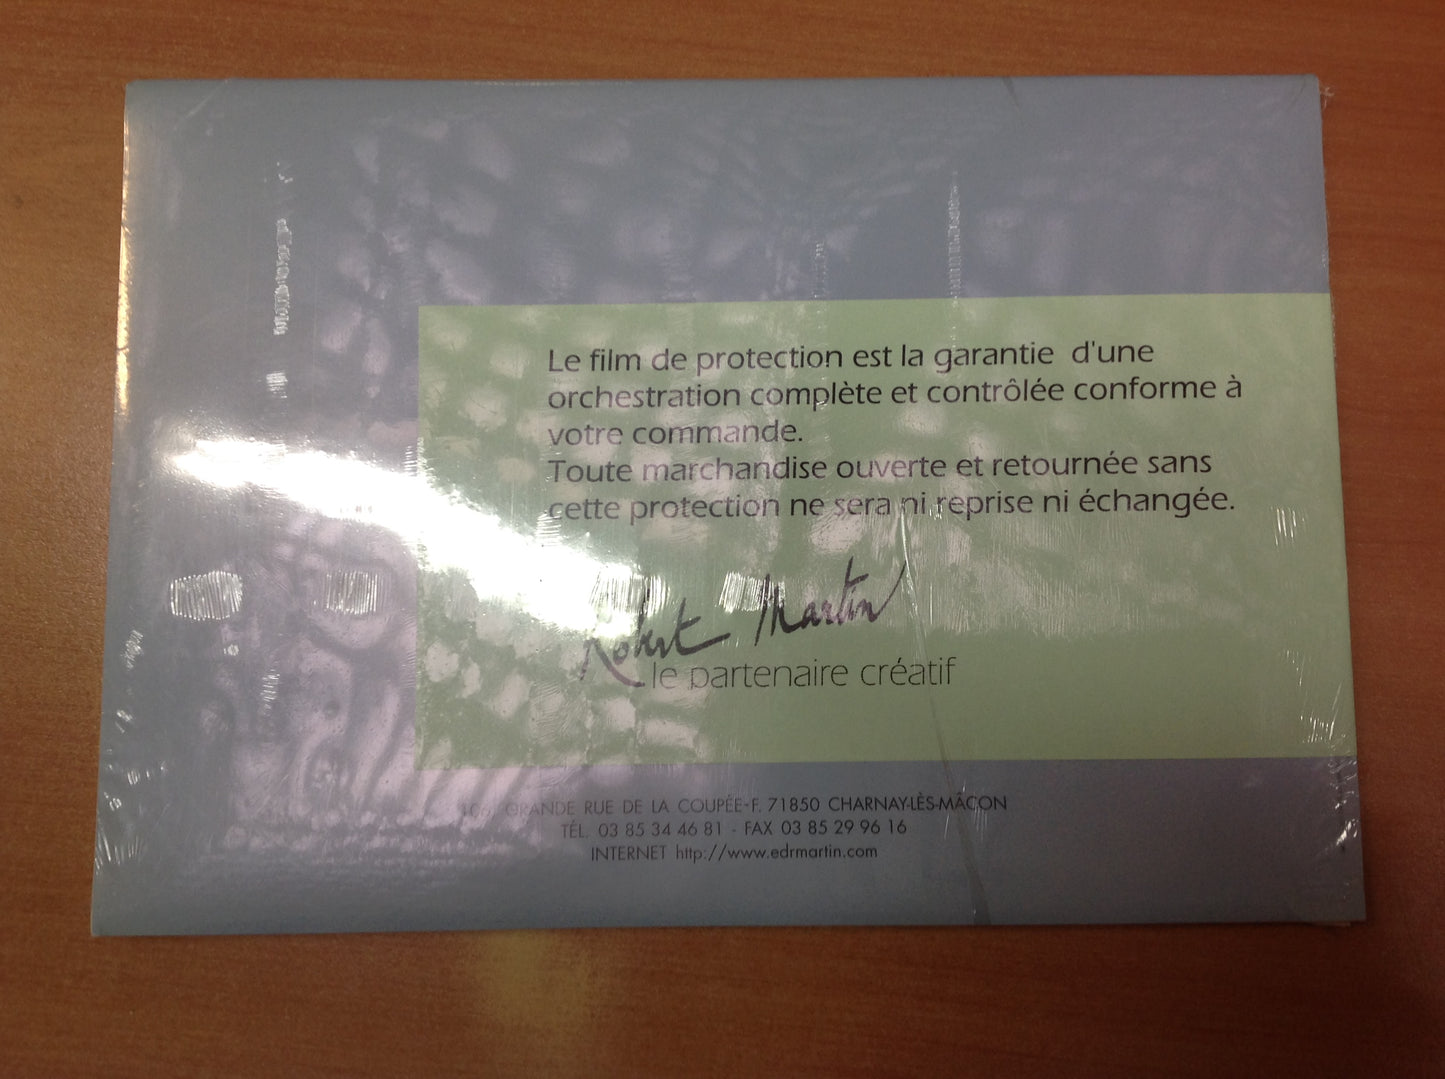 Le film de protection est la garantie d'une
orchestration complète et contrôlée conforme à
votre commande.
Toute marchandise ouverte et retournée sans
cette protection ne sera ni reprise ni échangée.
Robert Martin
le partenaire créatif
106, GRANDE RUE DE LA COUPÉE-F. 71850 CHARNAY-LÈS-MÂCON
TÉL. 03 85 34 46 81 - FAX 03 85 29 96 16
INTERNET http://www.edrmartin.com